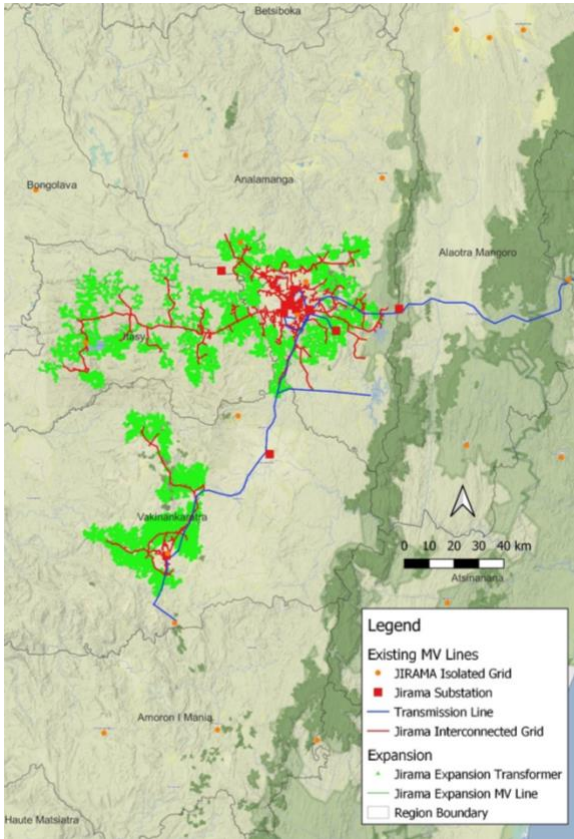 Betsiboka
Bongolava
Analamanga
Alaotra Mangoro
Itasy
Vakinankaratra
0 10 20 30 40 km
Atsinanana
Amoron I Mania
Haute Matsiatra
Legend
Existing MV Lines
JIRAMA Isolated Grid
Jirama Substation
Transmission Line
Jirama Interconnected Grid
Expansion
Jirama Expansion Transformer
Jirama Expansion MV Line
Region Boundary